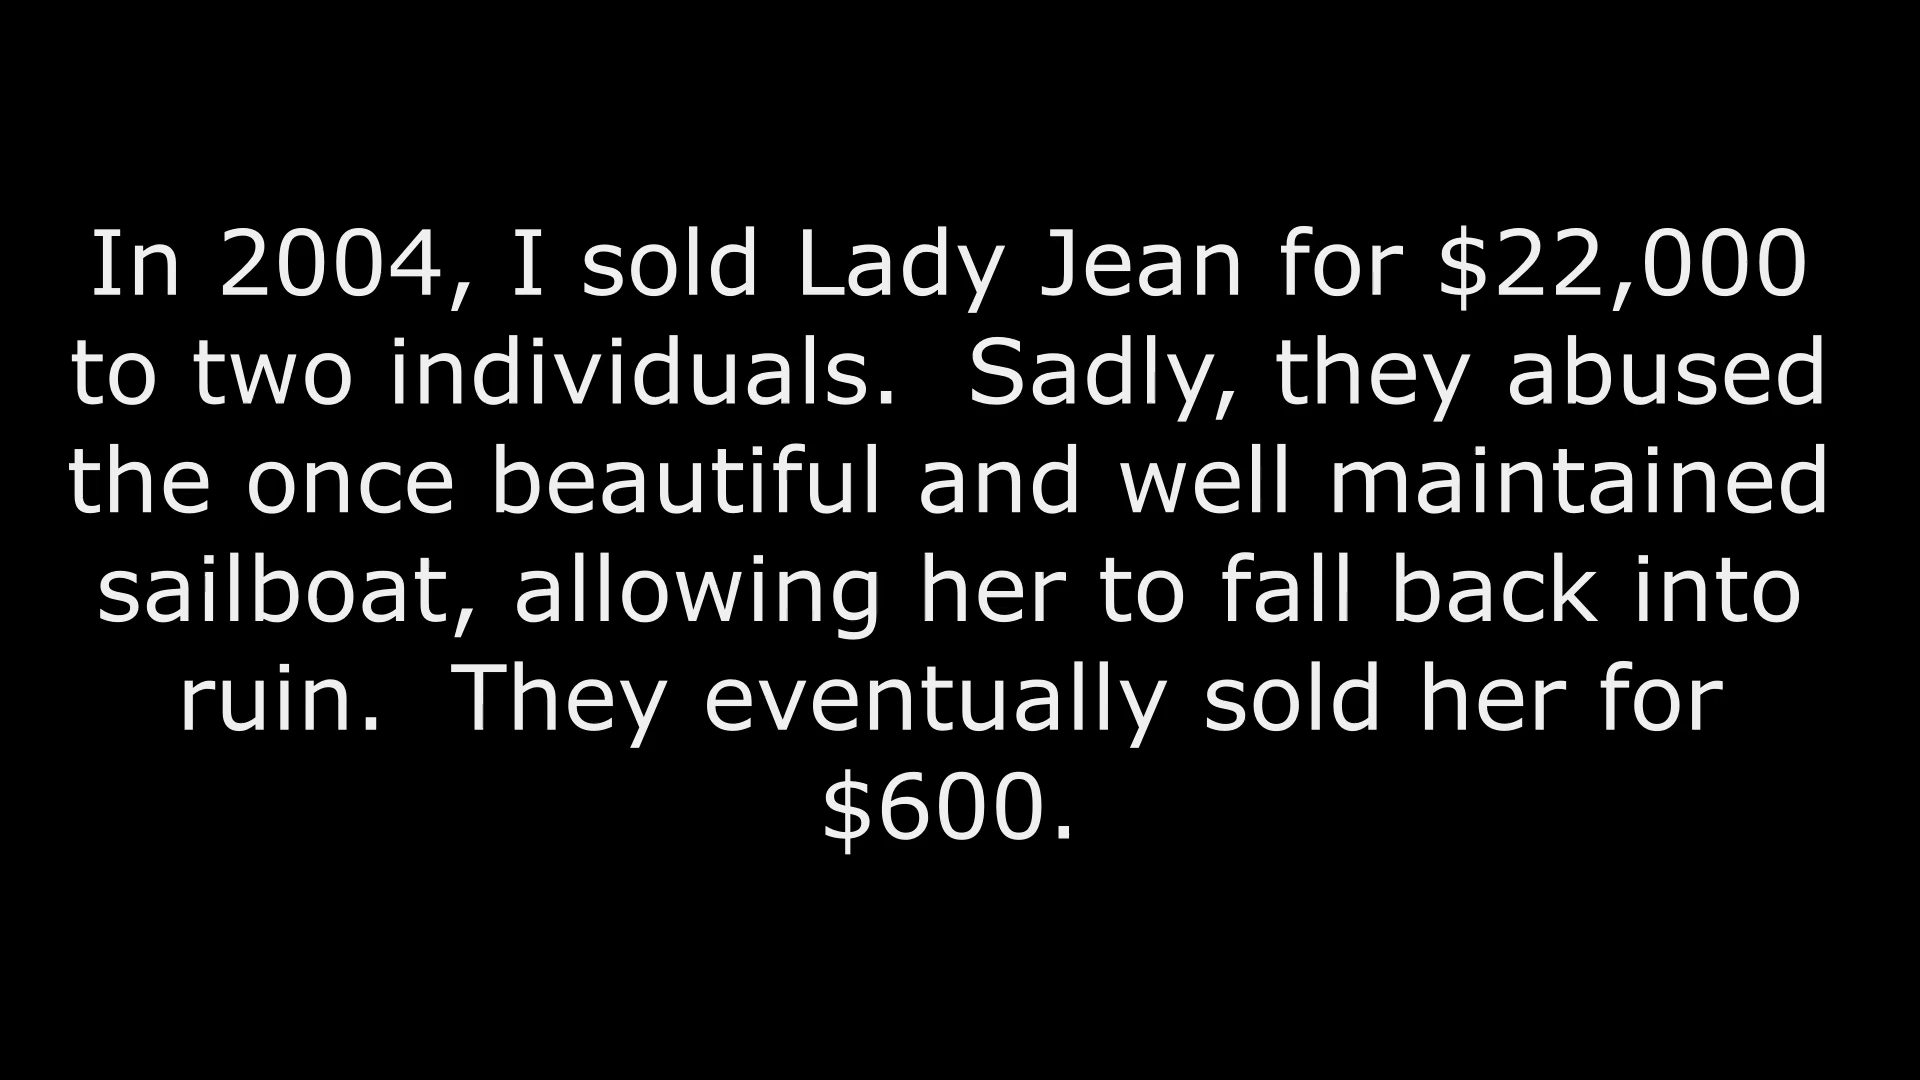 In 2004, I sold Lady Jean for $22,000
to two individuals.  Sadly, they abused
the once beautiful and well maintained
sailboat, allowing her to fall back into
ruin.  They eventually sold her for
$600.